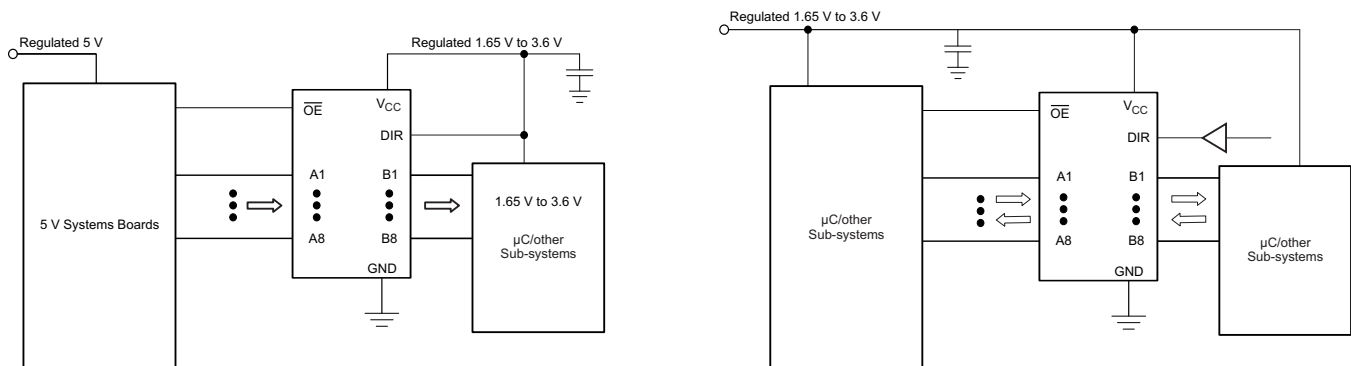 Regulated 5 V
Regulated 1.65 V to 3.6 V
OE
VCC
DIR
A1
B1
5 V Systems Boards
1.65 V to 3.6 V
A8
B8
µC/other
Sub-systems
GND
Regulated 1.65 V to 3.6 V
OE
VCC
DIR
A1
B1
µC/other
Sub-systems
A8
B8
µC/other
Sub-systems
GND